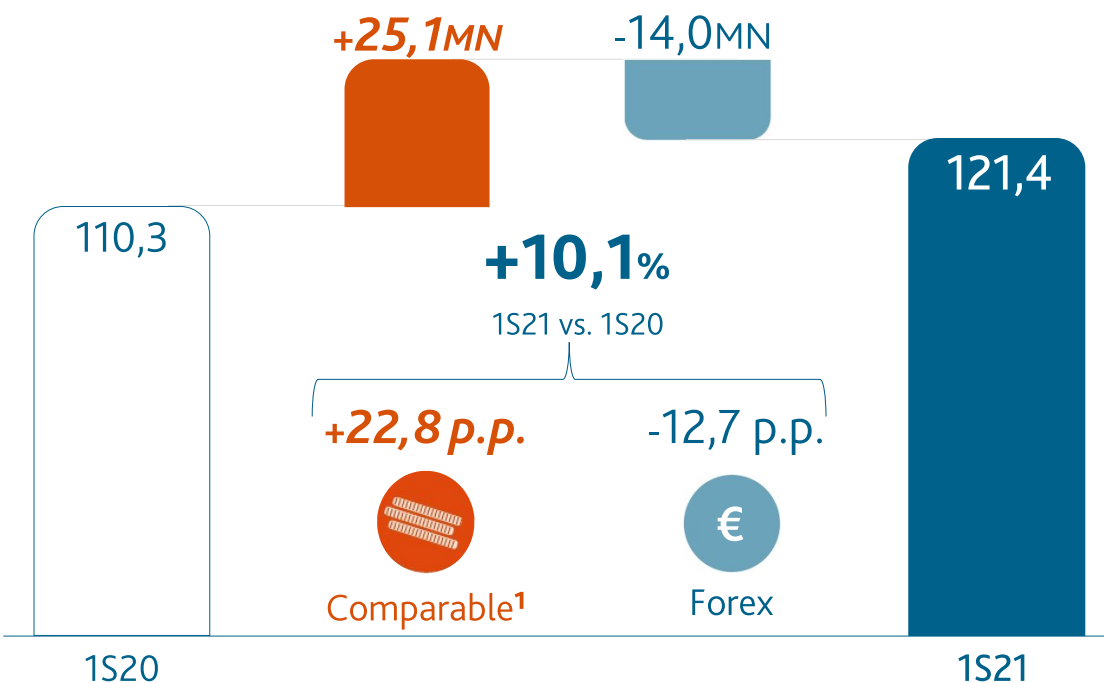 +25,1MN
-14,0MN
110,3
121,4
+10,1%
1S21 vs. 1S20
+22,8 p.p.
-12,7 p.p.
€
Comparable¹
Forex
1S20
1S21